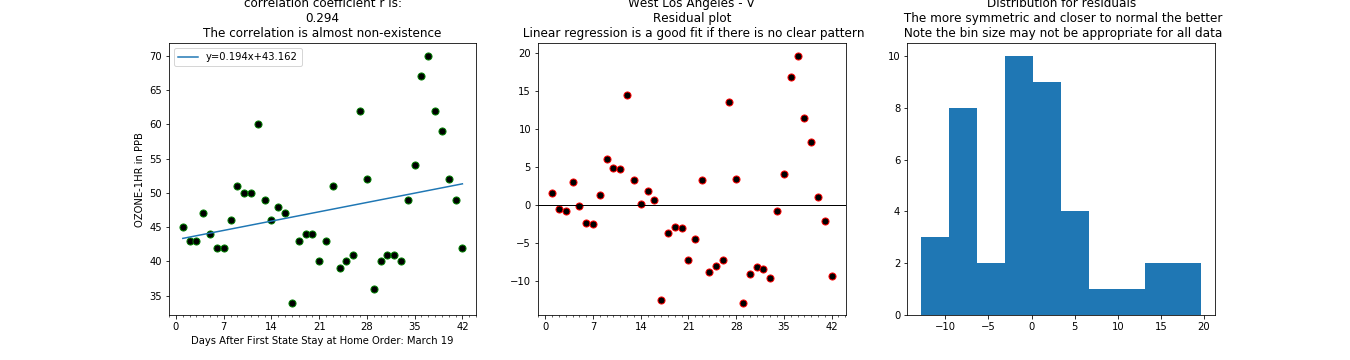 correlation coefficient r is:
0.294
The correlation is almost non-existence
y=0.194x+43.162
OZONE-1HR in PPB
70
65
60
55
50
45
40
35
0 7 14 21 28 35 42
Days After First State Stay at Home Order: March 19
West Los Angeles - V
Residual plot
Linear regression is a good fit if there is no clear pattern
20
15
10
5
0
−5
−10
0 7 14 21 28 35 42
Distribution for residuals
The more symmetric and closer to normal the better
Note the bin size may not be appropriate for all data
10
8
6
4
2
0
−10 −5 0 5 10 15 20